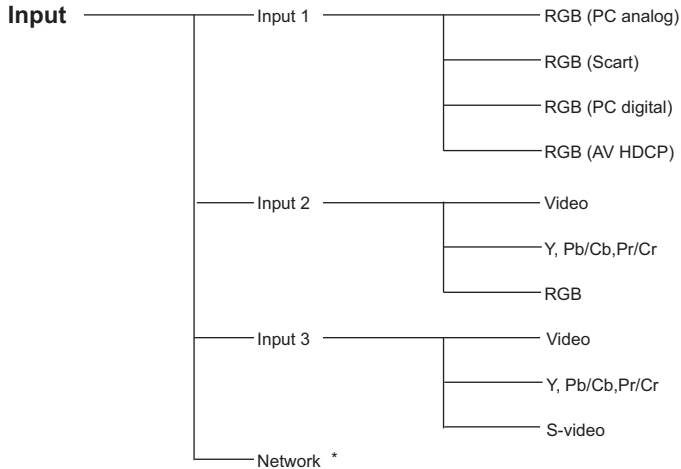 Input
Input 1
RGB (PC analog)
RGB (Scart)
RGB (PC digital)
RGB (AV HDCP)
Input 2
Video
Y, Pb/Cb,Pr/Cr
RGB
Input 3
Video
Y, Pb/Cb,Pr/Cr
S-video
Network *